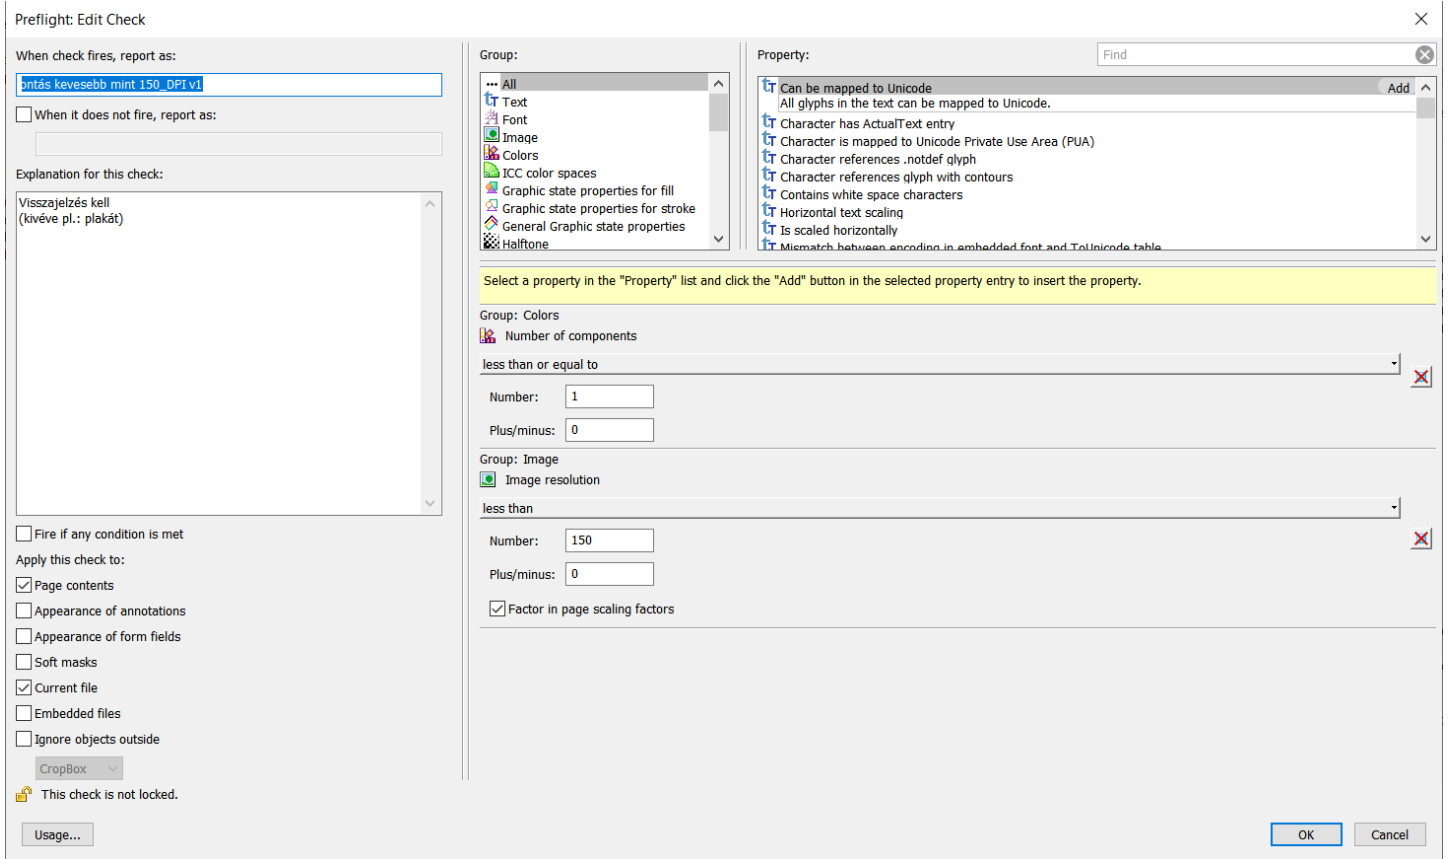 Preflight: Edit Check
When check fires, report as:
ontás kevesebb mint 150_DPI v1
When it does not fire, report as:
Explanation for this check:
Visszajelzés kell
(kivéve pl.: plakát)
Fire if any condition is met
Apply this check to:
Page contents
Appearance of annotations
Appearance of form fields
Soft masks
Current file
Embedded files
Ignore objects outside
CropBox
This check is not locked.
Usage...
Group:
All
Text
Font
Image
Colors
ICC color spaces
Graphic state properties for fill
Graphic state properties for stroke
General Graphic state properties
Halftone
Property:
Find
Can be mapped to Unicode
Add
All glyphs in the text can be mapped to Unicode.
Character has ActualText entry
Character is mapped to Unicode Private Use Area (PUA)
Character references .notdef glyph
Character references glyph with contours
Contains white space characters
Horizontal text scaling
Is scaled horizontally
Mismatch between encoding in embedded font and ToUnicode table
Select a property in the "Property" list and click the "Add" button in the selected property entry to insert the property.
Group: Colors
Number of components
less than or equal to
Number: 1
Plus/minus: 0
Group: Image
Image resolution
less than
Number: 150
Plus/minus: 0
Factor in page scaling factors
OK
Cancel